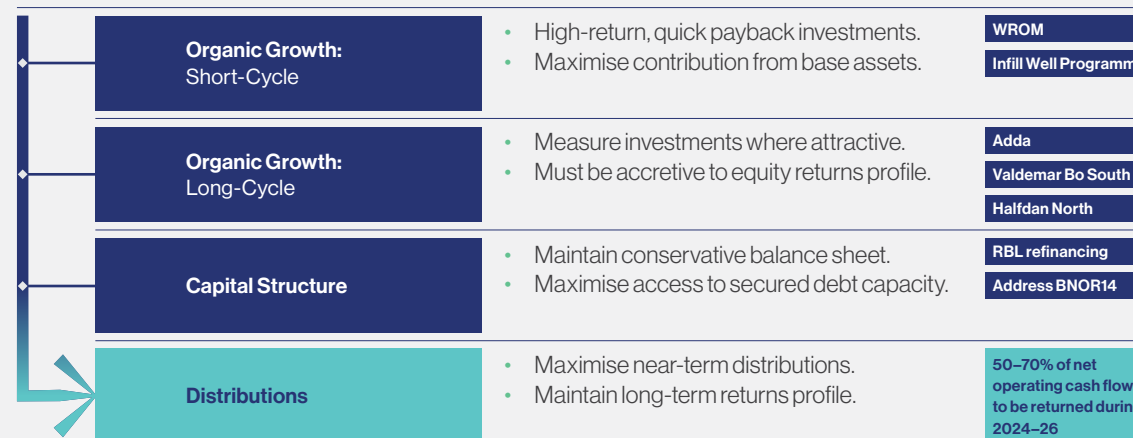 Organic Growth:
Short-Cycle
• High-return, quick payback investments.
• Maximise contribution from base assets.
WROM
Infill Well Programm
Organic Growth:
Long-Cycle
• Measure investments where attractive.
• Must be accretive to equity returns profile.
Adda
Valdemar Bo South
Halfdan North
Capital Structure
• Maintain conservative balance sheet.
• Maximise access to secured debt capacity.
RBL refinancing
Address BNOR14
Distributions
• Maximise near-term distributions.
• Maintain long-term returns profile.
50–70% of net
operating cash flow
to be returned durin
2024–26